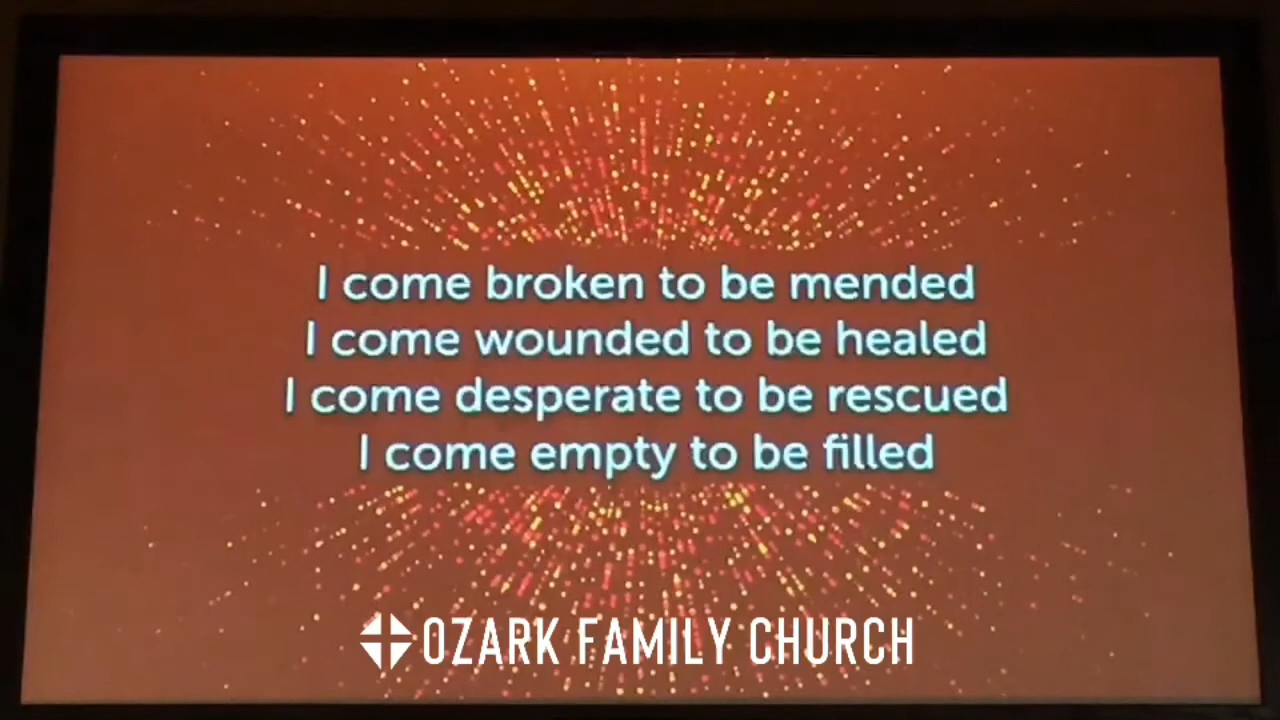 I come broken to be mended
I come wounded to be healed
I come desperate to be rescued
I come empty to be filled
OZARK FAMILY CHURCH